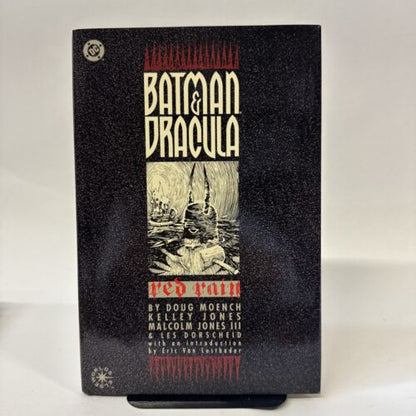 DC
BATMAN
&
DRACULA
red rain
BY DOUG MOENCH
KELLEY JONES
MALCOLM JONES III
& LES DORSCHEID
with an introduction
by Eric Van Lustbader